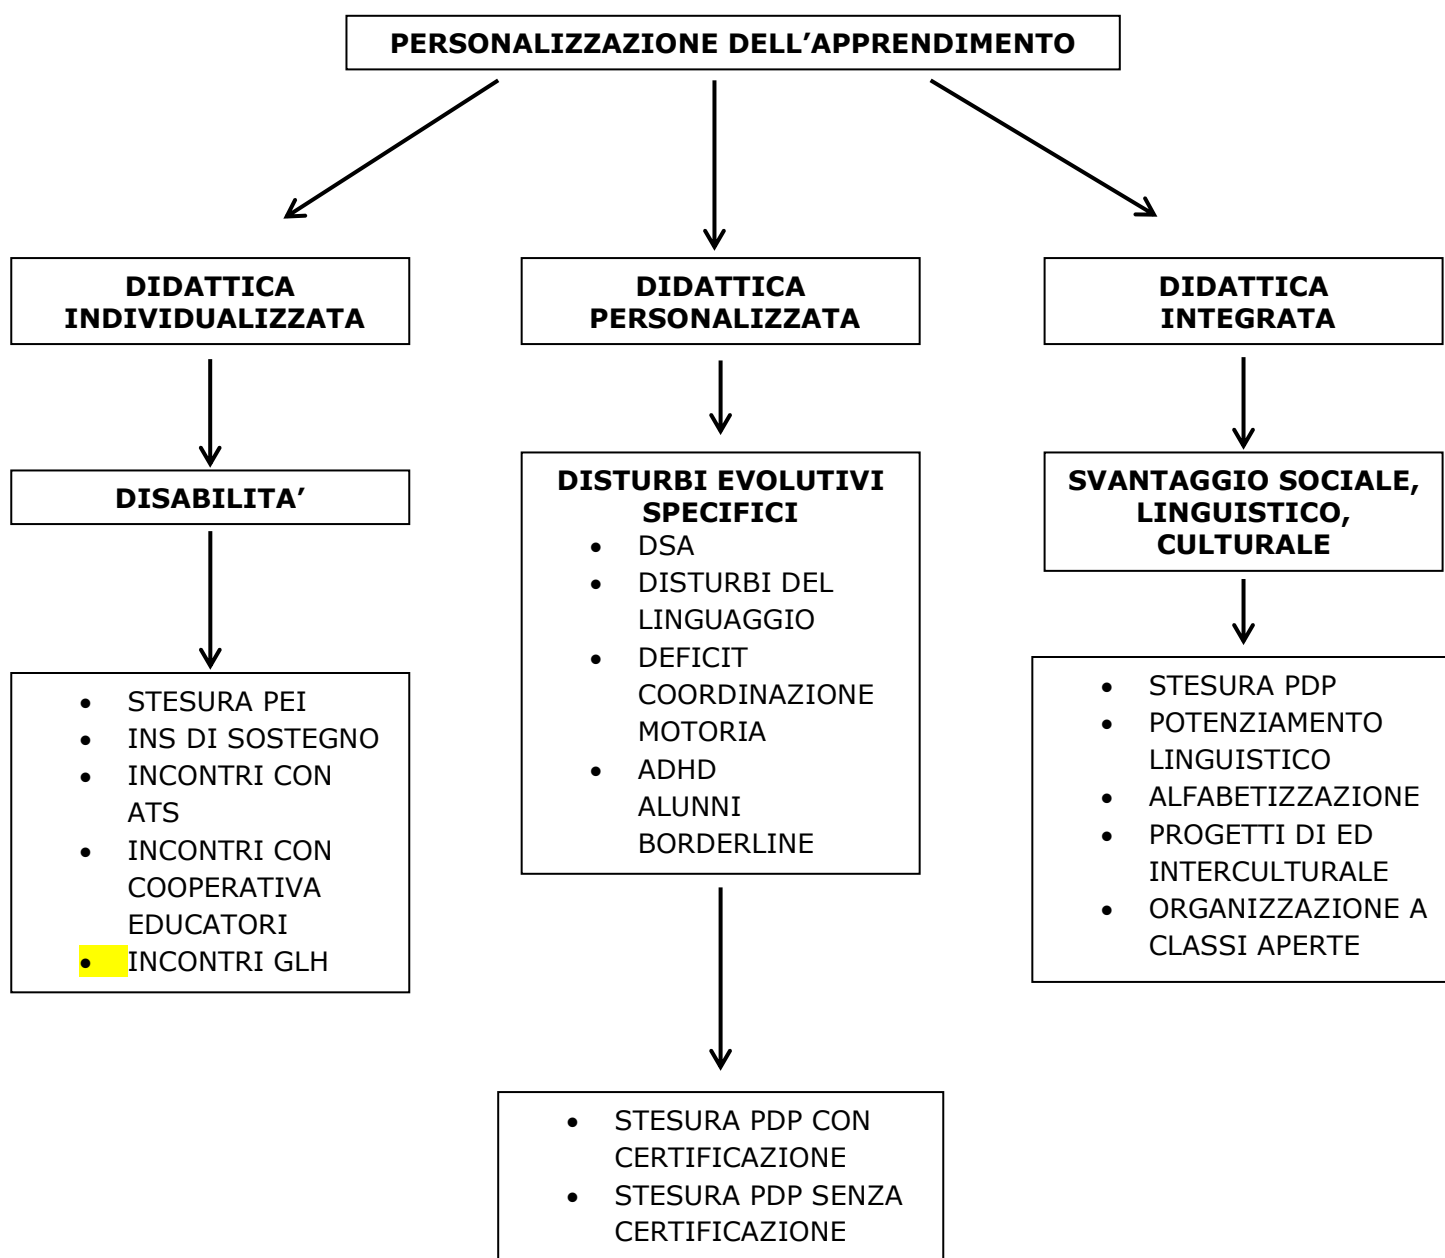 PERSONALIZZAZIONE DELL’APPRENDIMENTO
DIDATTICA
INDIVIDUALIZZATA
DISABILITA’
• STESURA PEI
• INS DI SOSTEGNO
• INCONTRI CON
ATS
• INCONTRI CON
COOPERATIVA
EDUCATORI
• INCONTRI GLH
DIDATTICA
PERSONALIZZATA
DISTURBI EVOLUTIVI
SPECIFICI
• DSA
• DISTURBI DEL
LINGUAGGIO
• DEFICIT
COORDINAZIONE
MOTORIA
• ADHD
ALUNNI
BORDERLINE
• STESURA PDP CON
CERTIFICAZIONE
• STESURA PDP SENZA
CERTIFICAZIONE
DIDATTICA
INTEGRATA
SVANTAGGIO SOCIALE,
LINGUISTICO,
CULTURALE
• STESURA PDP
• POTENZIAMENTO
LINGUISTICO
• ALFABETIZZAZIONE
• PROGETTI DI ED
INTERCULTURALE
• ORGANIZZAZIONE A
CLASSI APERTE